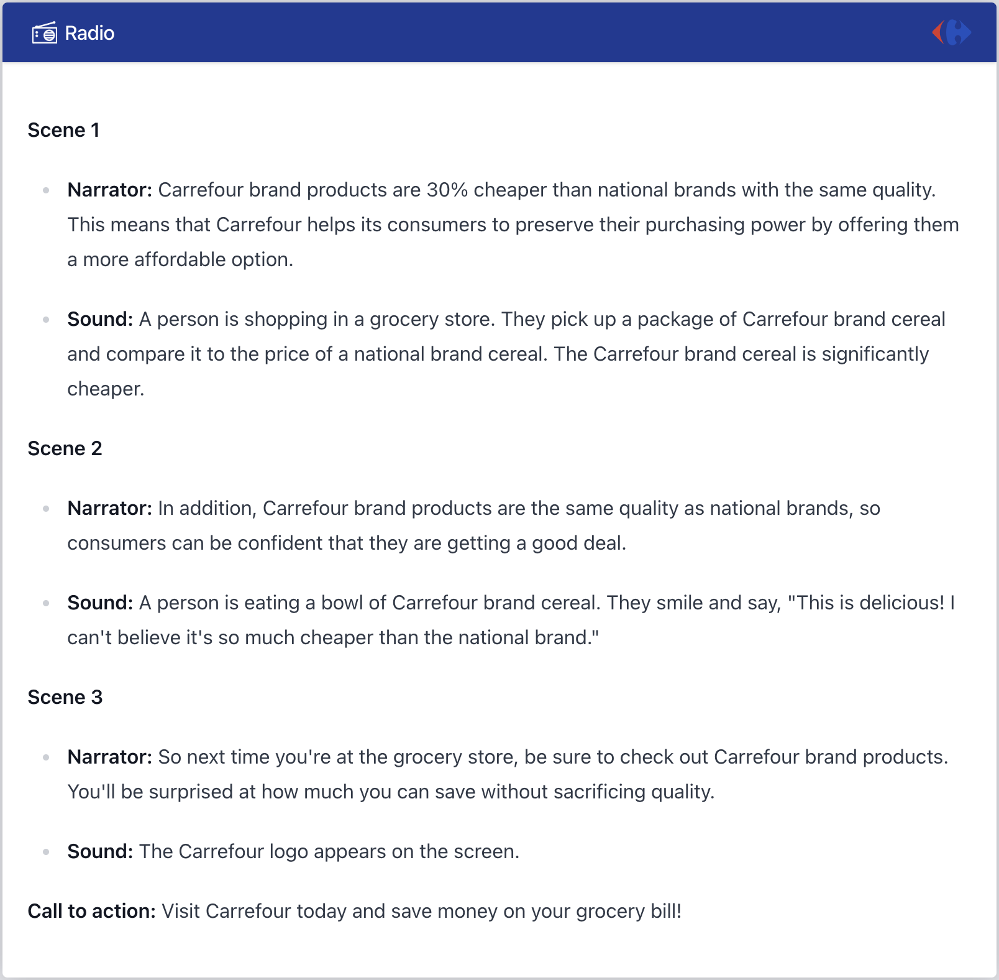 Radio
Scene 1
Narrator: Carrefour brand products are 30% cheaper than national brands with the same quality.
This means that Carrefour helps its consumers to preserve their purchasing power by offering them
a more affordable option.
Sound: A person is shopping in a grocery store. They pick up a package of Carrefour brand cereal
and compare it to the price of a national brand cereal. The Carrefour brand cereal is significantly
cheaper.
Scene 2
Narrator: In addition, Carrefour brand products are the same quality as national brands, so
consumers can be confident that they are getting a good deal.
Sound: A person is eating a bowl of Carrefour brand cereal. They smile and say, "This is delicious! I
can't believe it's so much cheaper than the national brand."
Scene 3
Narrator: So next time you're at the grocery store, be sure to check out Carrefour brand products.
You'll be surprised at how much you can save without sacrificing quality.
Sound: The Carrefour logo appears on the screen.
Call to action: Visit Carrefour today and save money on your grocery bill!